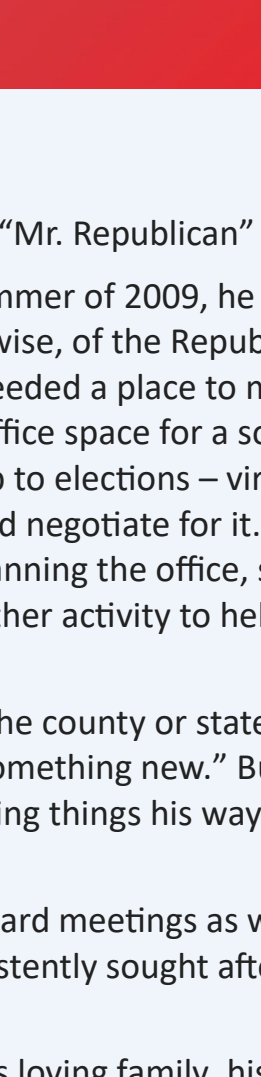 “Mr. Republican”
mmer of 2009, he
wise, of the Repub
eeded a place to
ffice space for a
to elections – vir
d negotiate for it.
nning the office,
her activity to hel
he county or state
omething new.” Bu
ing things his way
ard meetings as w
stently sought afte
loving family, his